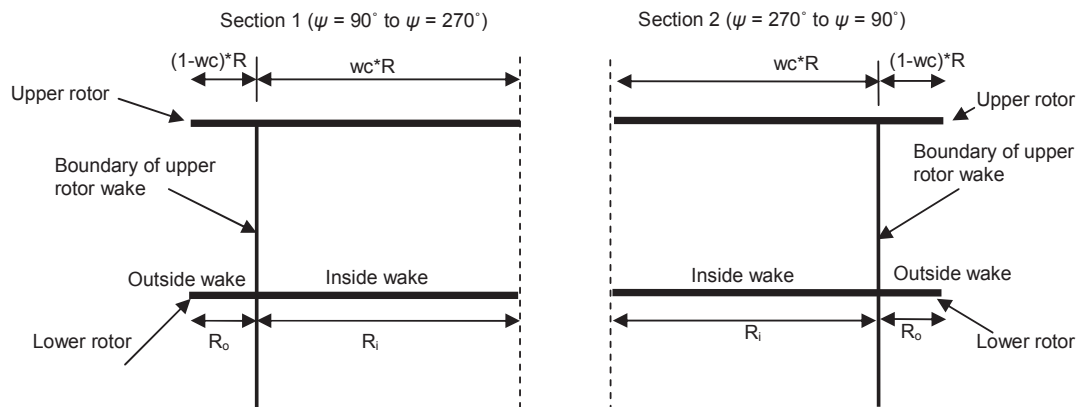 Section 1 (ψ = 90˚ to ψ = 270˚)
Section 2 (ψ = 270˚ to ψ = 90˚)
(1-wc)*R
wc*R
wc*R
(1-wc)*R
Upper rotor
Upper rotor
Boundary of upper
rotor wake
Boundary of upper
rotor wake
Outside wake
Inside wake
Inside wake
Outside wake
Lower rotor
Rₒ
Rᵢ
Rᵢ
Rₒ
Lower rotor